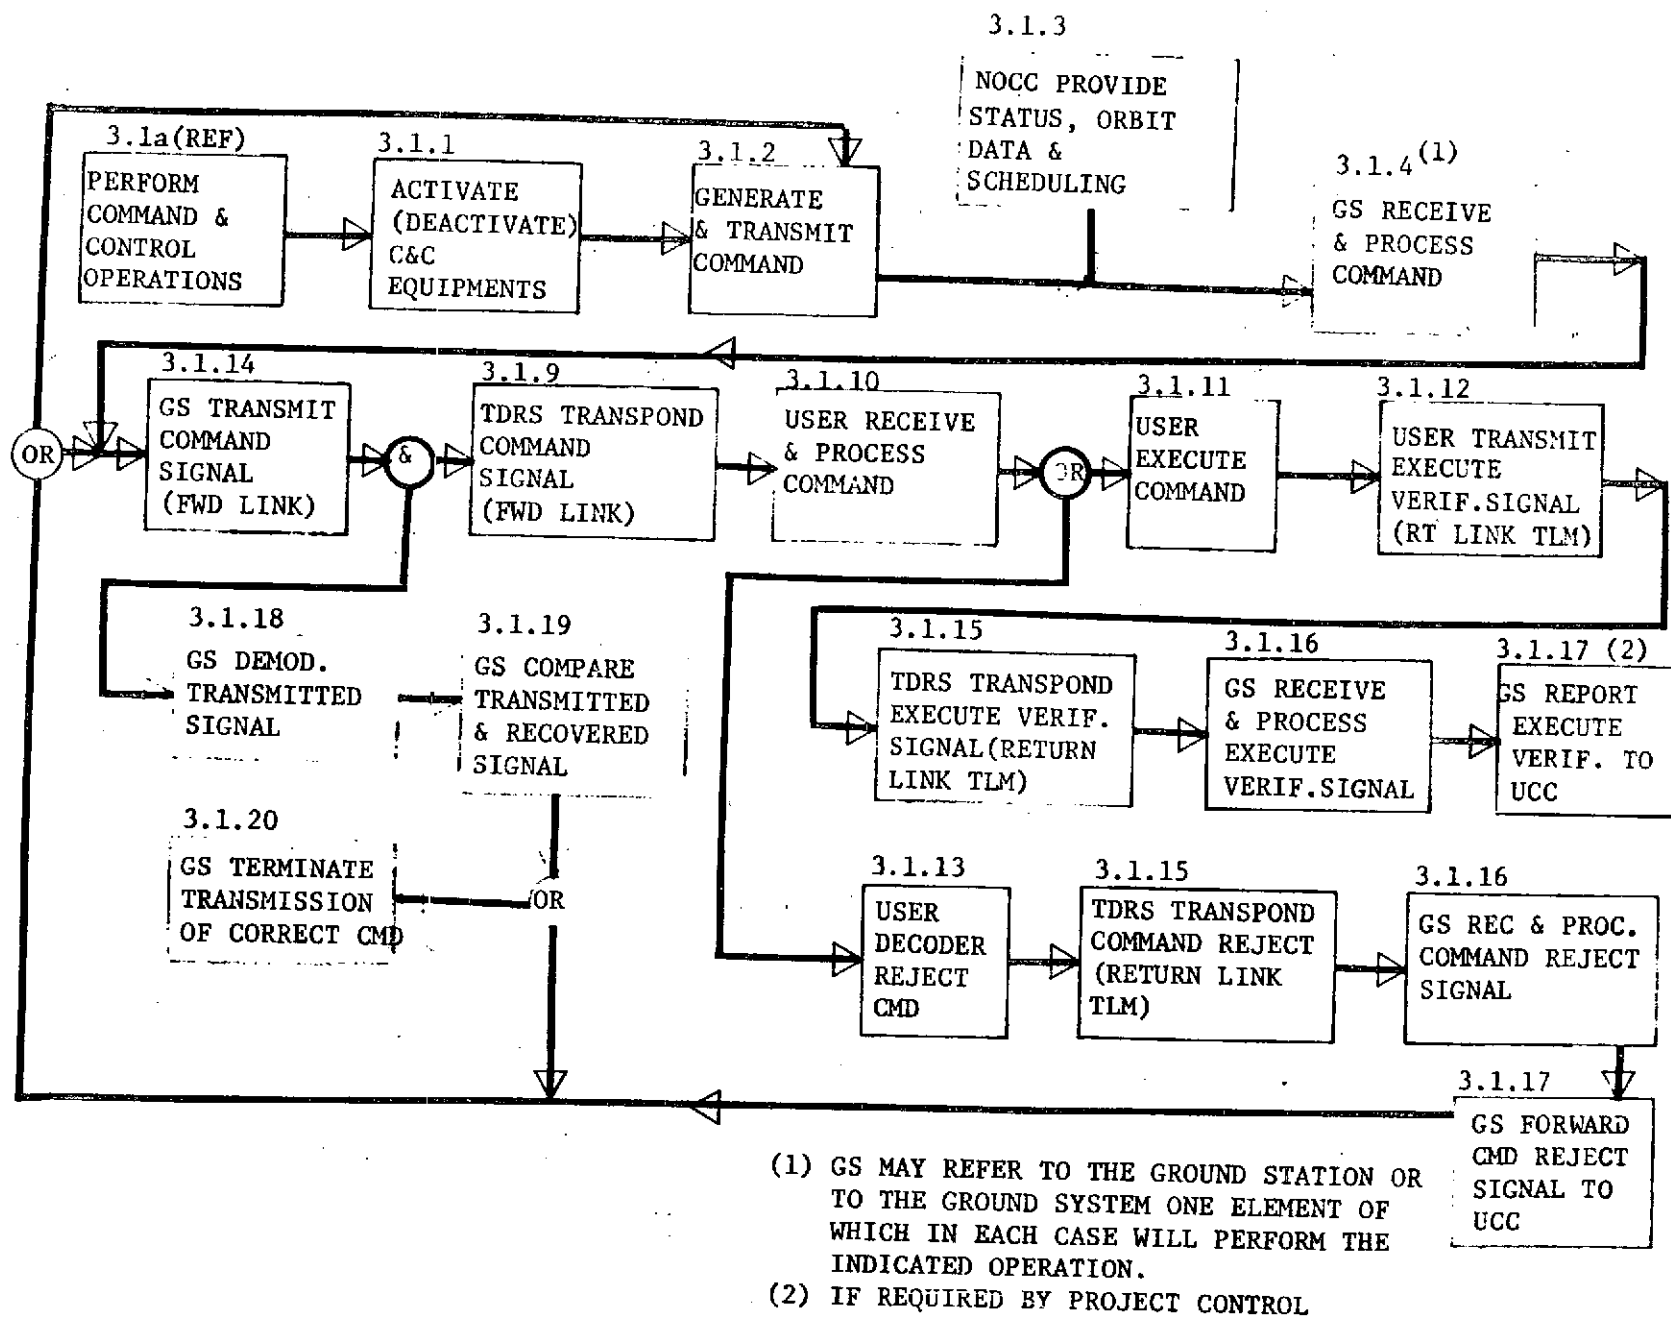 3.1a(REF)
PERFORM
COMMAND &
CONTROL
OPERATIONS
3.1.1
ACTIVATE
(DEACTIVATE)
C&C
EQUIPMENTS
3.1.2
GENERATE
& TRANSMIT
COMMAND
3.1.3
NOCC PROVIDE
STATUS, ORBIT
DATA &
SCHEDULING
3.1.4(1)
GS RECEIVE
& PROCESS
COMMAND
OR
3.1.14
GS TRANSMIT
COMMAND
SIGNAL
(FWD LINK)
&
3.1.9
TDRS TRANSPOND
COMMAND
SIGNAL
(FWD LINK)
3.1.10
USER RECEIVE
& PROCESS
COMMAND
OR
3.1.11
USER
EXECUTE
COMMAND
3.1.12
USER TRANSMIT
EXECUTE
VERIF.SIGNAL
(RT LINK TLM)
3.1.18
GS DEMOD.
TRANSMITTED
SIGNAL
3.1.19
GS COMPARE
TRANSMITTED
& RECOVERED
SIGNAL
3.1.15
TDRS TRANSPOND
EXECUTE VERIF.
SIGNAL(RETURN
LINK TLM)
3.1.16
GS RECEIVE
& PROCESS
EXECUTE
VERIF.SIGNAL
3.1.17 (2)
GS REPORT
EXECUTE
VERIF. TO
UCC
3.1.20
GS TERMINATE
TRANSMISSION
OF CORRECT CMD
OR
3.1.13
USER
DECODER
REJECT
CMD
3.1.15
TDRS TRANSPOND
COMMAND REJECT
(RETURN LINK
TLM)
3.1.16
GS REC & PROC.
COMMAND REJECT
SIGNAL
3.1.17
GS FORWARD
CMD REJECT
SIGNAL TO
UCC
(1) GS MAY REFER TO THE GROUND STATION OR
TO THE GROUND SYSTEM ONE ELEMENT OF
WHICH IN EACH CASE WILL PERFORM THE
INDICATED OPERATION.
(2) IF REQUIRED BY PROJECT CONTROL